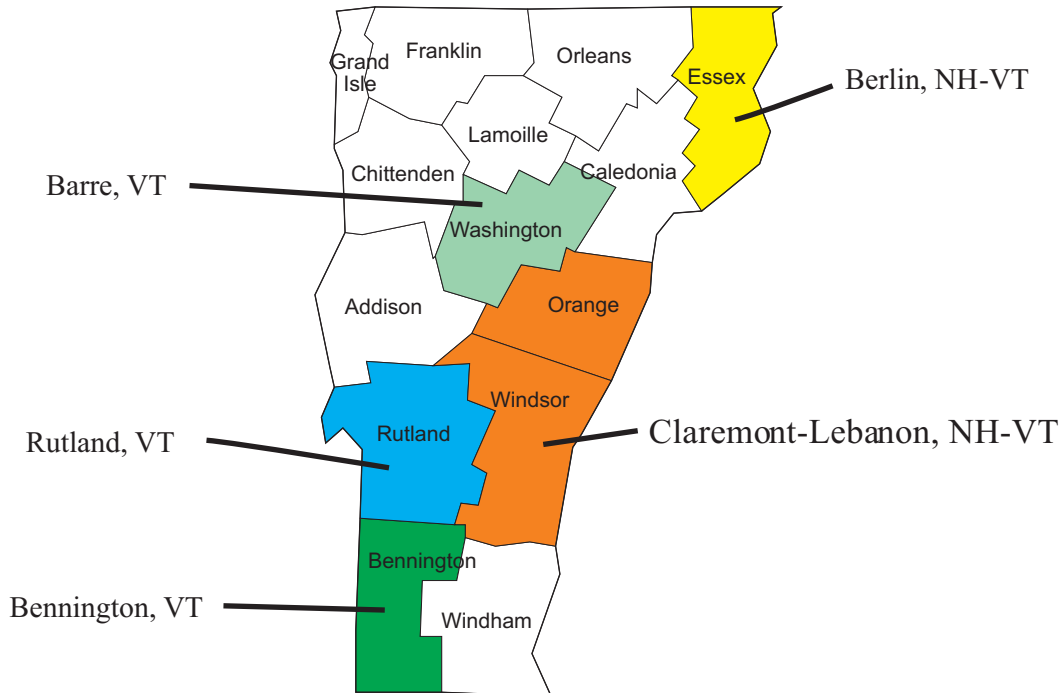 Franklin
Orleans
Grand
Isle
Essex
Berlin, NH-VT
Lamoille
Chittenden
Caledonia
Barre, VT
Washington
Addison
Orange
Windsor
Rutland
Claremont-Lebanon, NH-VT
Rutland, VT
Bennington
Bennington, VT
Windham